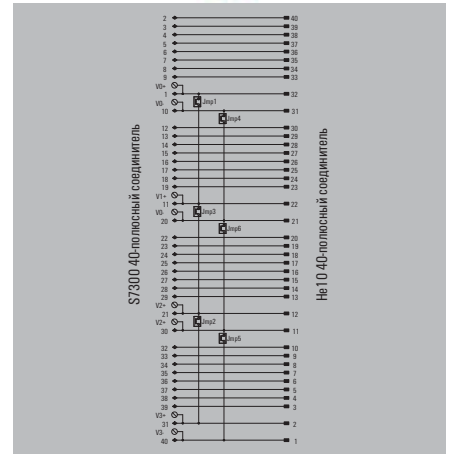 2 40
3 39
4 38
5 37
6 36
7 35
8 34
9 33
V0+
1 32
Jmp1
V0-
10 31
Jmp4
12 30
13 29
14 28
15 27
16 26
17 25
18 24
19 23
V1+
11 22
Jmp3
V0-
20 21
Jmp6
22 20
23 19
24 18
25 17
26 16
27 15
28 14
29 13
V2+
21 12
Jmp2
V2+
30 11
Jmp5
32 10
33 9
34 8
35 7
36 6
37 5
38 4
39 3
V3+
31 2
V3-
40 1
S7300 40-полюсный соединитель
He10 40-полюсный соединитель